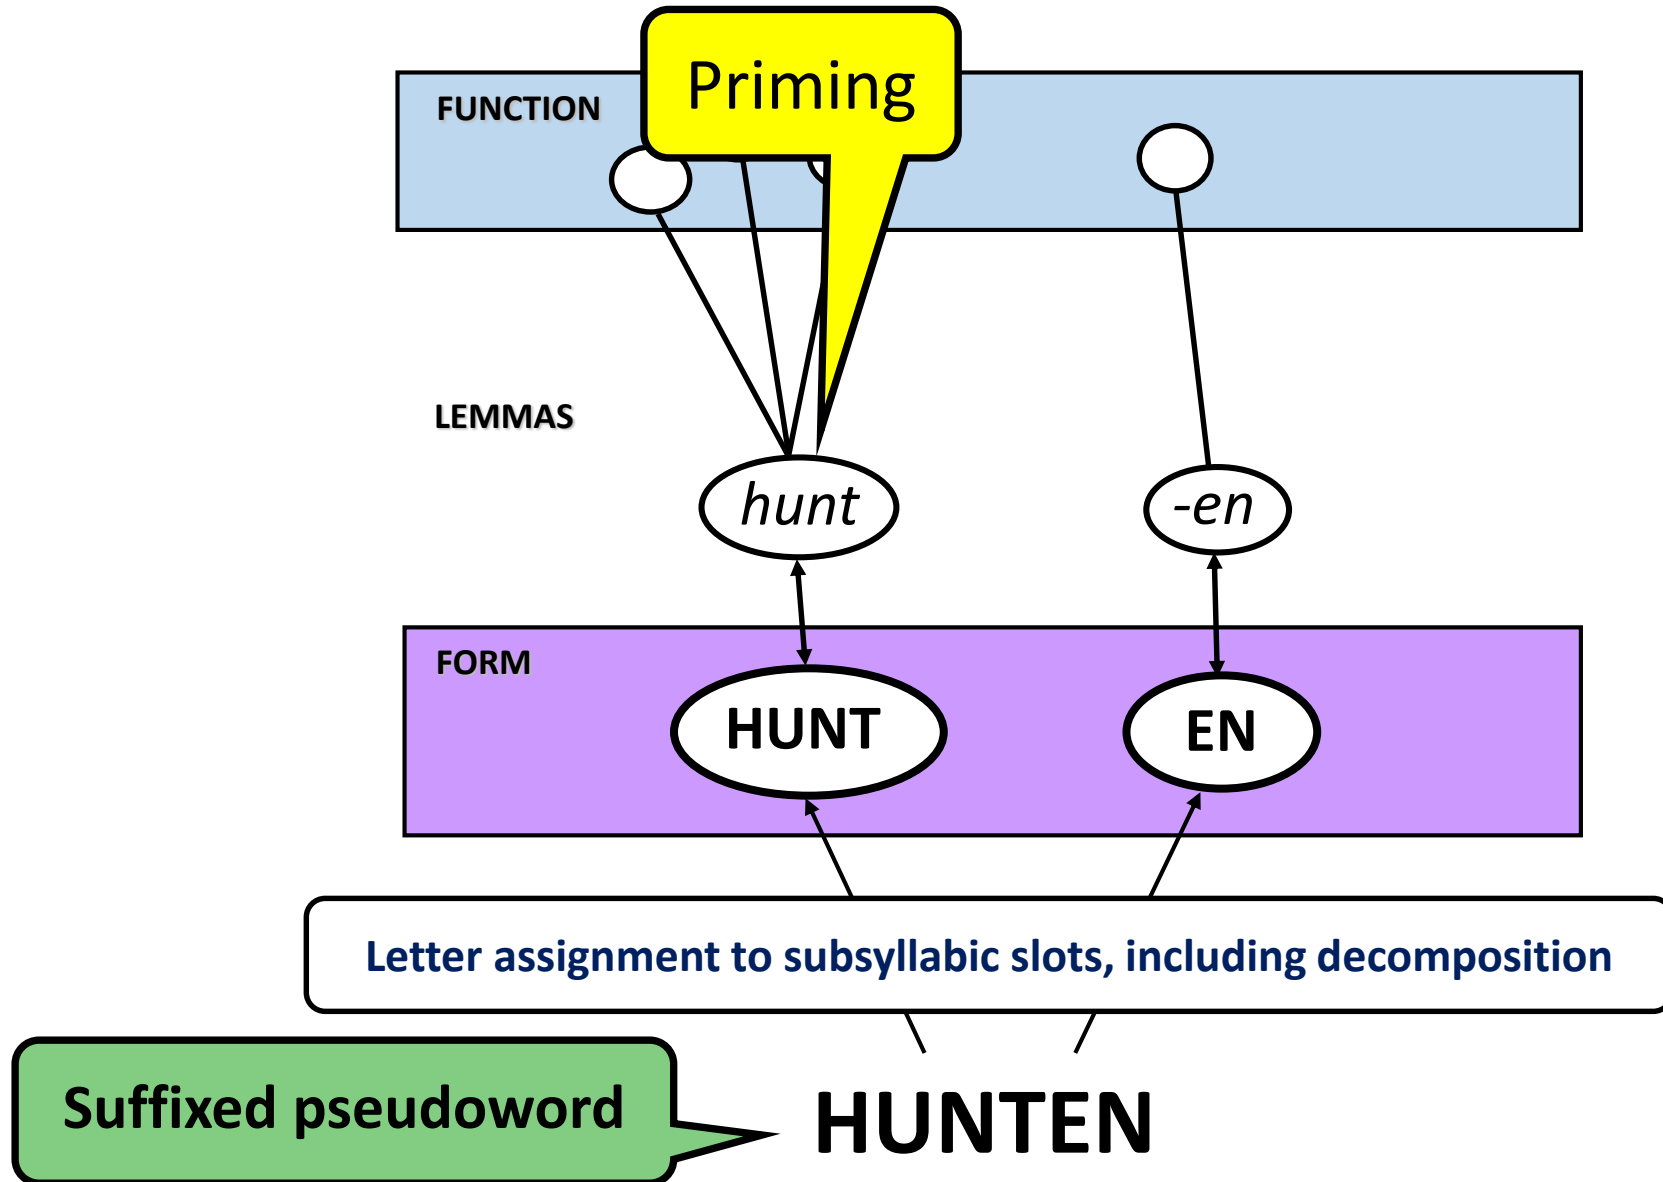 Priming
FUNCTION
LEMMAS
hunt
-en
FORM
HUNT
EN
Letter assignment to subsyllabic slots, including decomposition
Suffixed pseudoword
HUNTEN